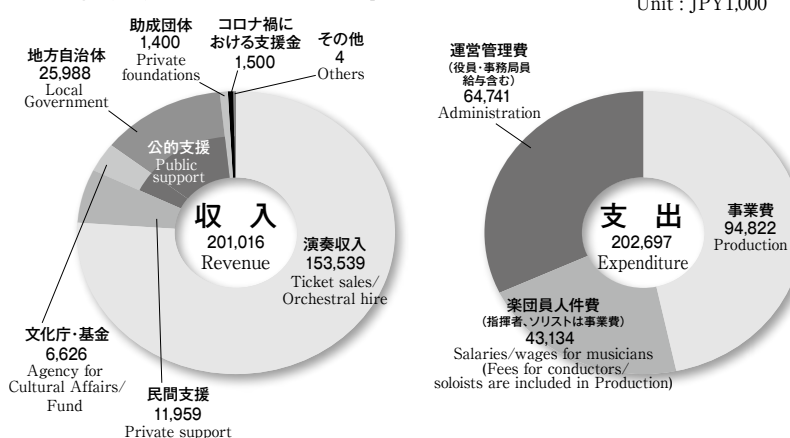 Unit : JPY1,000
助成団体
1,400
Private
foundations
コロナ禍に
おける支援金
1,500
その他
4
Others
地方自治体
25,988
Local
Government
公的支援
Public
support
収 入
201,016
Revenue
演奏収入
153,539
Ticket sales/
Orchestral hire
文化庁・基金
6,626
Agency for
Cultural Affairs/
Fund
民間支援
11,959
Private support
運営管理費
(役員・事務局員
給与含む)
64,741
Administration
支 出
202,697
Expenditure
事業費
94,822
Production
楽団員人件費
(指揮者、ソリストは事業費)
43,134
Salaries/wages for musicians
(Fees for conductors/
soloists are included in Production)